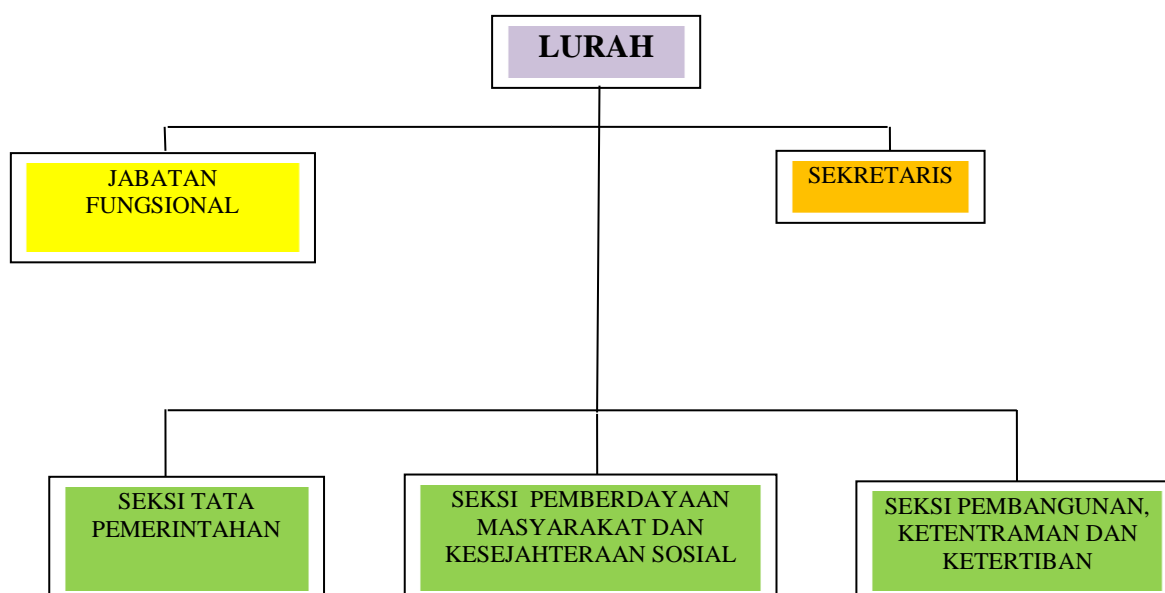 LURAH
JABATAN
FUNGSIONAL
SEKRETARIS
SEKSI TATA
PEMERINTAHAN
SEKSI PEMBERDAYAAN
MASYARAKAT DAN
KESEJAHTERAAN SOSIAL
SEKSI PEMBANGUNAN,
KETENTRAMAN DAN
KETERTIBAN